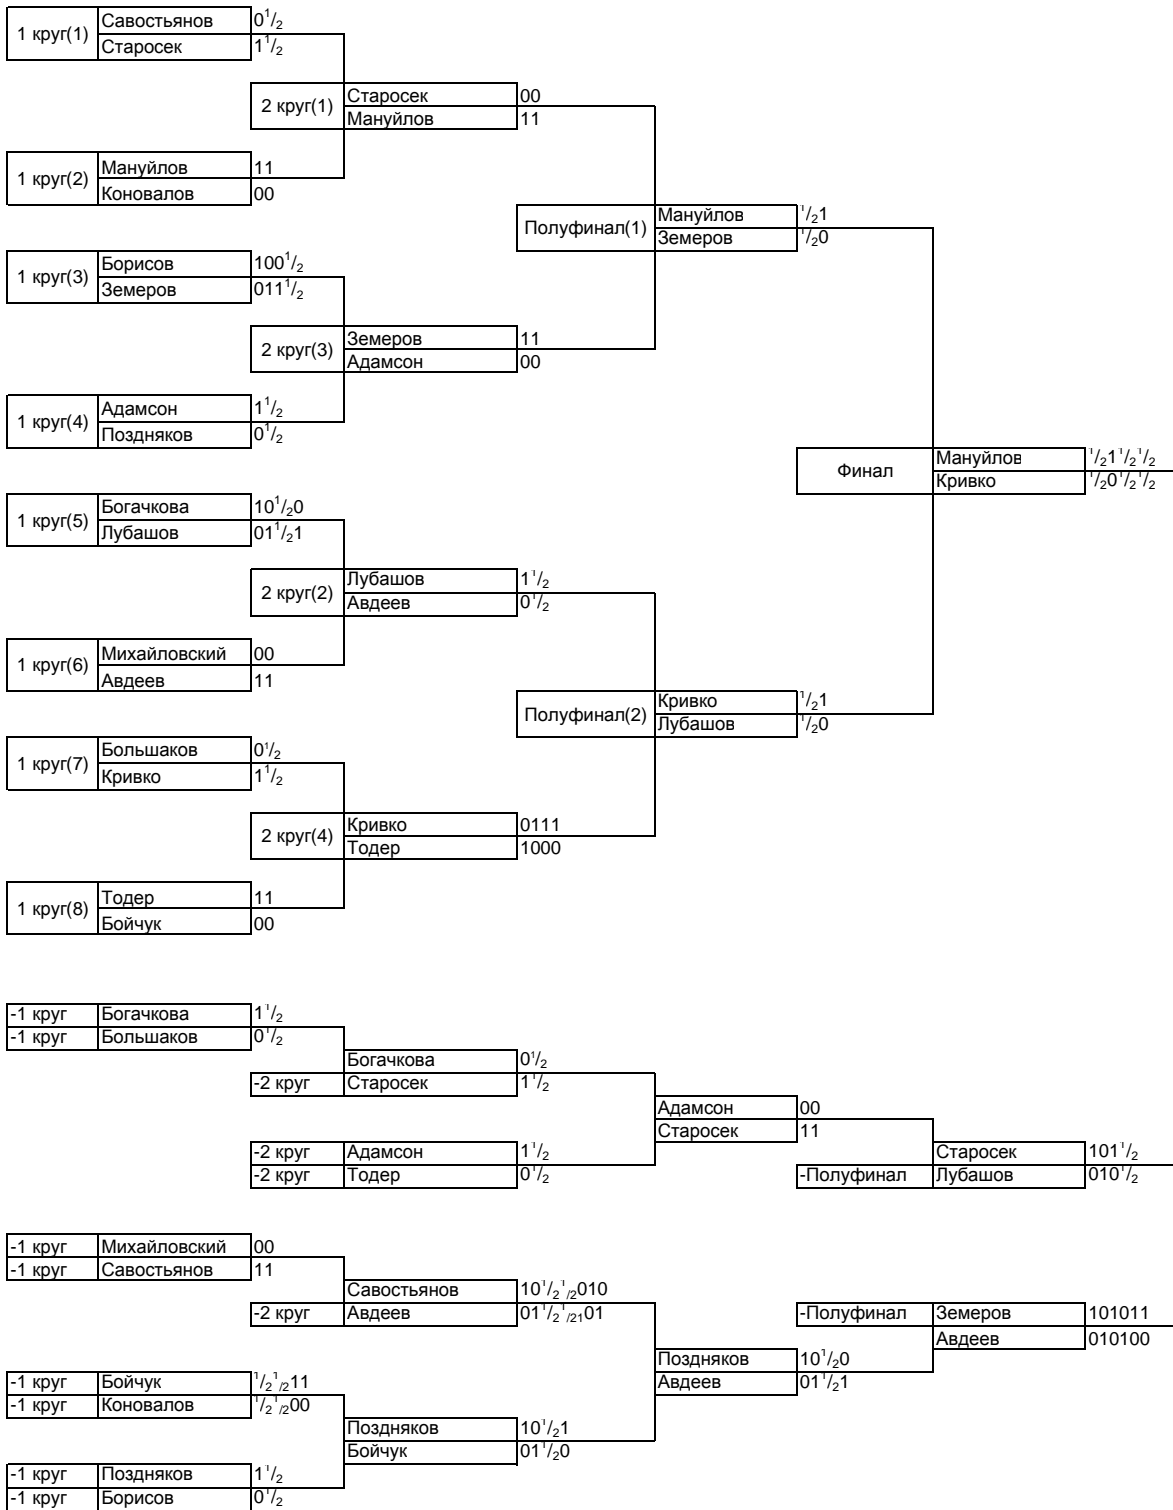 1 круг(1) Савостьянов 0¹/₂
Старосек 1¹/₂
2 круг(1) Старосек 00
Мануйлов 11
1 круг(2) Мануйлов 11
Коновалов 00
Полуфинал(1) Мануйлов ¹/₂1
Земеров ¹/₂0
1 круг(3) Борисов 100¹/₂
Земеров 011¹/₂
2 круг(3) Земеров 11
Адамсон 00
1 круг(4) Адамсон 1¹/₂
Поздняков 0¹/₂
Финал Мануйлов ¹/₂1¹/₂¹/₂
Кривко ¹/₂0¹/₂¹/₂
1 круг(5) Богачкова 10¹/₂0
Лубашов 01¹/₂1
2 круг(2) Лубашов 1¹/₂
Авдеев 0¹/₂
1 круг(6) Михайловский 00
Авдеев 11
Полуфинал(2) Кривко ¹/₂1
Лубашов ¹/₂0
1 круг(7) Большаков 0¹/₂
Кривко 1¹/₂
2 круг(4) Кривко 0111
Тодер 1000
1 круг(8) Тодер 11
Бойчук 00
-1 круг Богачкова 1¹/₂
-1 круг Большаков 0¹/₂
Богачкова 0¹/₂
-2 круг Старосек 1¹/₂
Адамсон 00
Старосек 11
-2 круг Адамсон 1¹/₂
-2 круг Тодер 0¹/₂
Старосек 101¹/₂
-Полуфинал Лубашов 010¹/₂
-1 круг Михайловский 00
-1 круг Савостьянов 11
Савостьянов 10¹/₂¹/₂010
-2 круг Авдеев 01¹/₂¹/₂₁01
-Полуфинал Земеров 101011
Авдеев 010100
Поздняков 10¹/₂0
Авдеев 01¹/₂1
-1 круг Бойчук ¹/₂¹/₂11
-1 круг Коновалов ¹/₂¹/₂00
Поздняков 10¹/₂1
Бойчук 01¹/₂0
-1 круг Поздняков 1¹/₂
-1 круг Борисов 0¹/₂